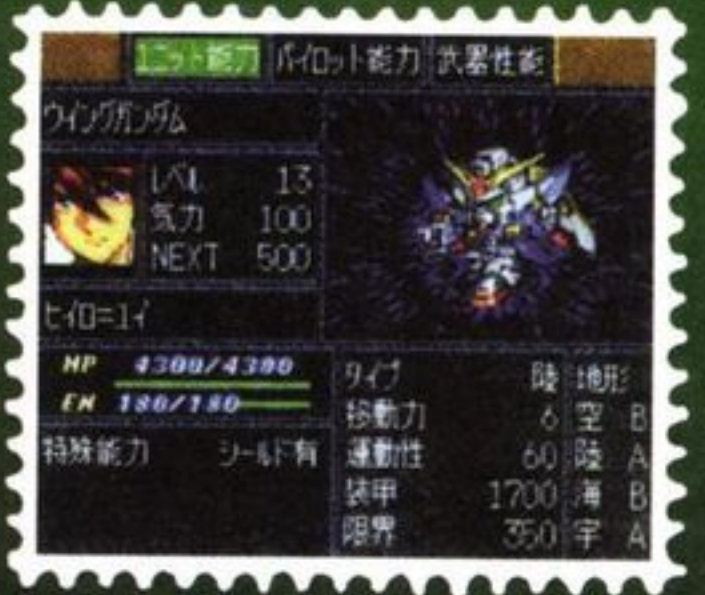 ユニット能力 パイロット能力 武器性能
ウイングガンダム
レベル 13
気力 100
NEXT 500
ヒイロ=ユイ
HP 4300/4300
EN 180/180
特殊能力 シールド有
タイプ 陸 地形
移動力 6 空 B
運動性 60 陸 A
装甲 1700 海 B
限界 350 宇 A